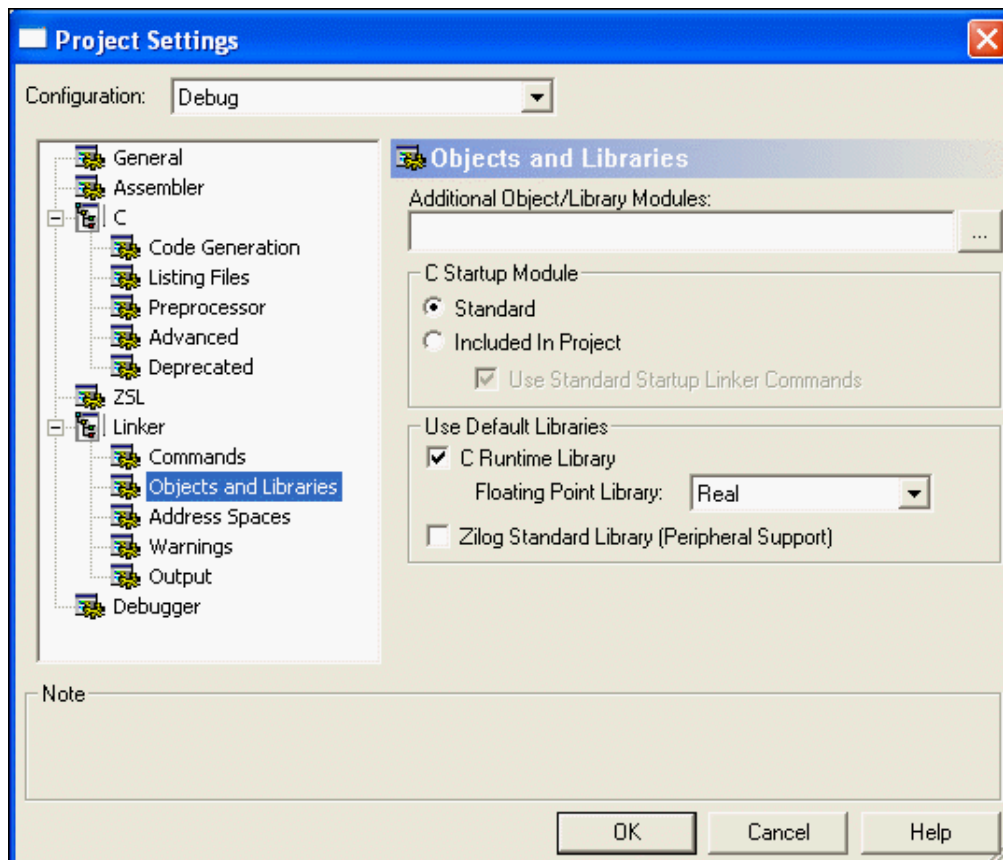 Project Settings
Configuration: Debug
General
Assembler
C
Code Generation
Listing Files
Preprocessor
Advanced
Deprecated
ZSL
Linker
Commands
Objects and Libraries
Address Spaces
Warnings
Output
Debugger
Objects and Libraries
Additional Object/Library Modules:
...
C Startup Module
Standard
Included In Project
Use Standard Startup Linker Commands
Use Default Libraries
C Runtime Library
Floating Point Library: Real
Zilog Standard Library (Peripheral Support)
Note
OK Cancel Help